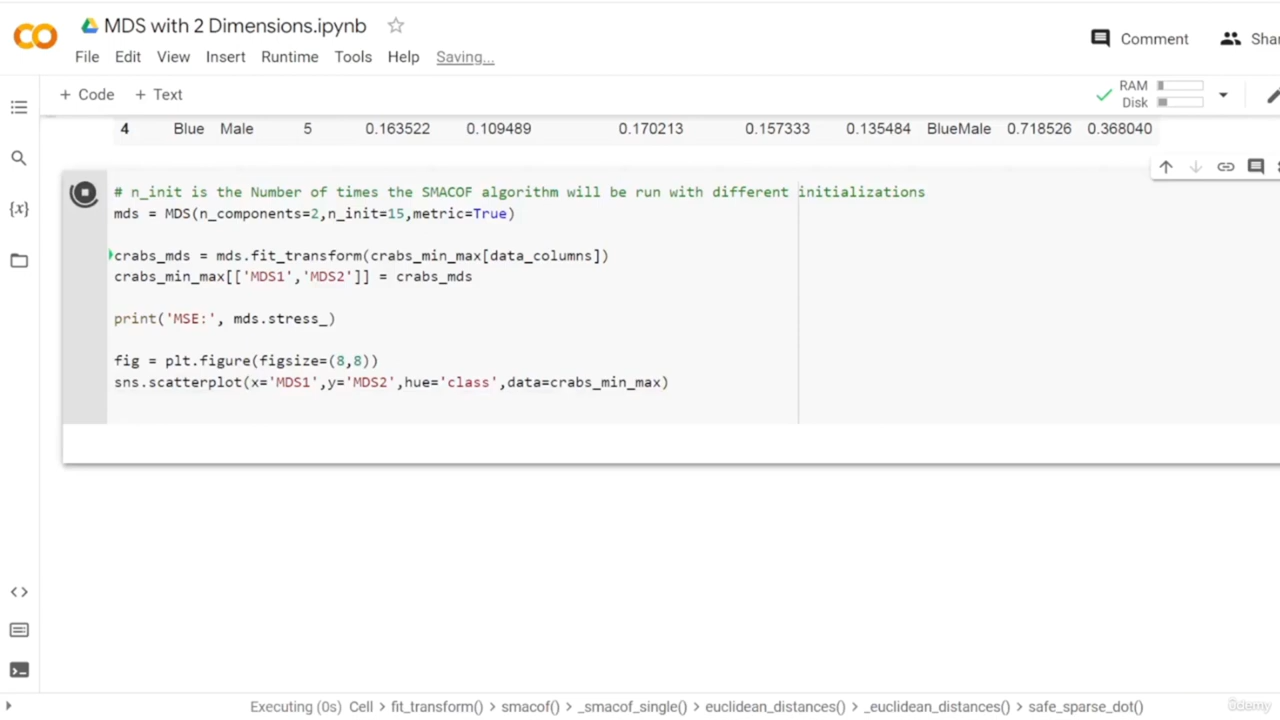 MDS with 2 Dimensions.ipynb
Comment
Shar
File Edit View Insert Runtime Tools Help Saving...
+ Code + Text
RAM
Disk
4 Blue Male 5 0.163522 0.109489 0.170213 0.157333 0.135484 BlueMale 0.718526 0.368040
# n_init is the Number of times the SMACOF algorithm will be run with different initializations
mds = MDS(n_components=2,n_init=15,metric=True)
crabs_mds = mds.fit_transform(crabs_min_max[data_columns])
crabs_min_max[['MDS1','MDS2']] = crabs_mds
print('MSE:', mds.stress_)
fig = plt.figure(figsize=(8,8))
sns.scatterplot(x='MDS1',y='MDS2',hue='class',data=crabs_min_max)
{x}
Executing (0s) Cell > fit_transform() > smacof() > _smacof_single() > euclidean_distances() > _euclidean_distances() > safe_sparse_dot()
ûdemy